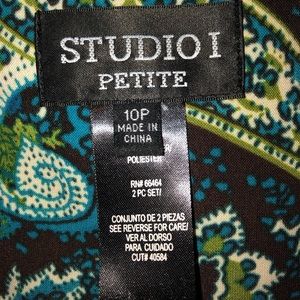 STUDIO I
PETITE
10P
MADE IN
CHINA
POLIESTER
RN# 66464
2 PC SET/
CONJUNTO DE 2 PIEZAS
SEE REVERSE FOR CARE/
VER AL DORSO
PARA CUIDADO
CUT# 40584